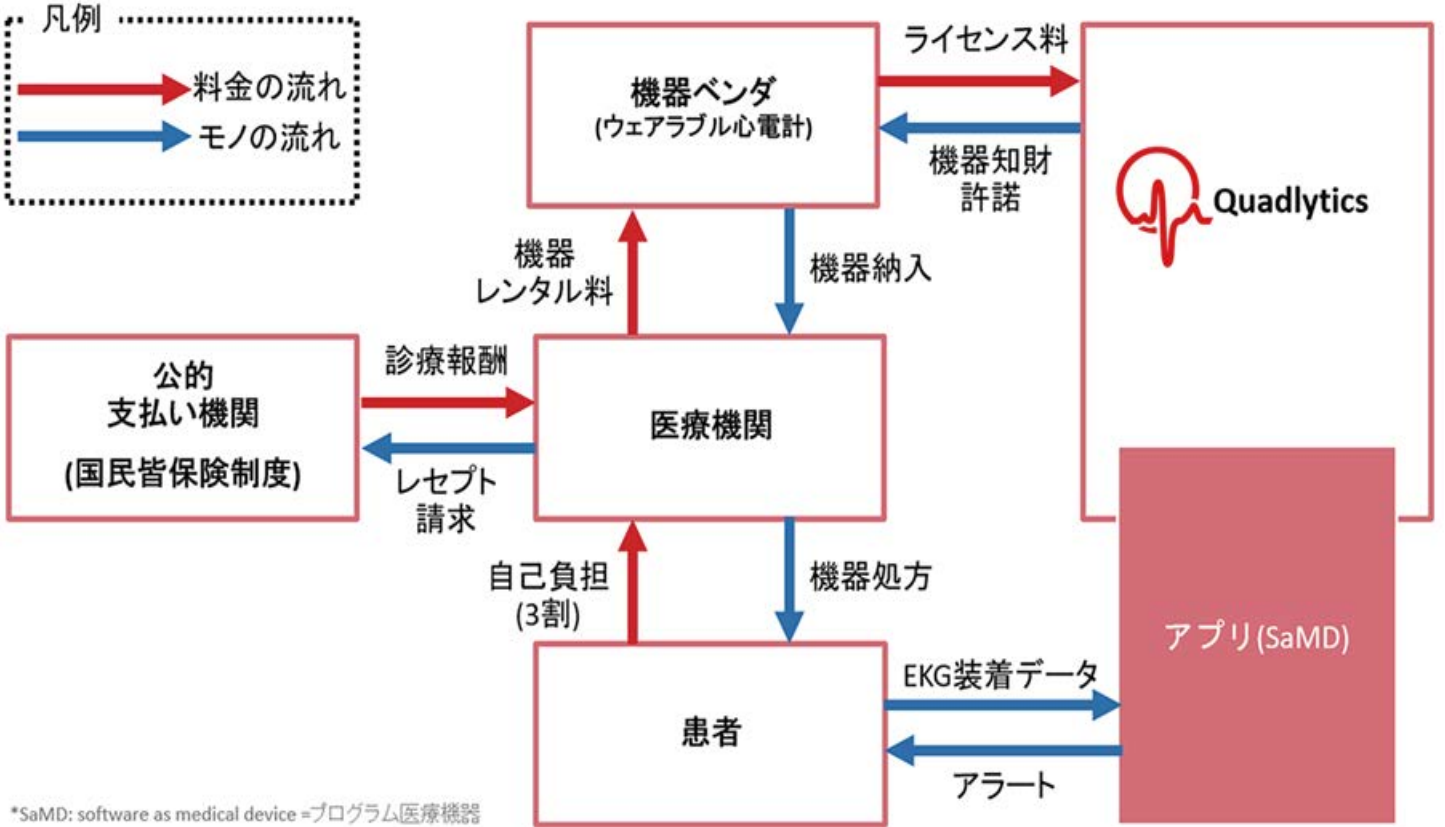 凡例
料金の流れ
モノの流れ
機器ベンダ
(ウェアラブル心電計)
ライセンス料
機器知財
許諾
Quadlytics
機器
レンタル料
機器納入
公的
支払い機関
(国民皆保険制度)
診療報酬
レセプト
請求
医療機関
自己負担
(3割)
機器処方
患者
EKG装着データ
アラート
アプリ(SaMD)
*SaMD: software as medical device =プログラム医療機器